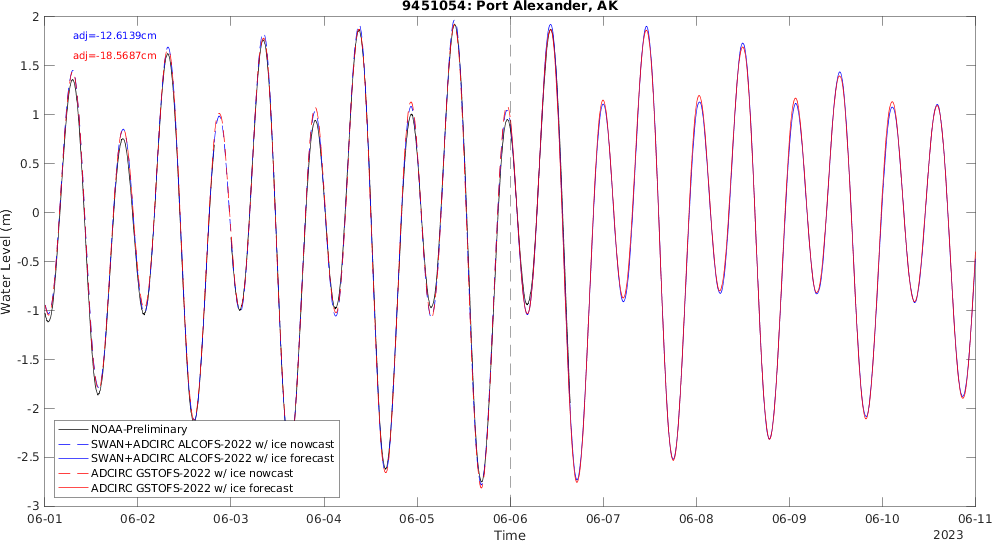 9451054: Port Alexander, AK
adj=-12.6139cm
adj=-18.5687cm
2
1.5
1
0.5
0
-0.5
-1
-1.5
-2
-2.5
-3
Water Level (m)
NOAA-Preliminary
SWAN+ADCIRC ALCOFS-2022 w/ ice nowcast
SWAN+ADCIRC ALCOFS-2022 w/ ice forecast
ADCIRC GSTOFS-2022 w/ ice nowcast
ADCIRC GSTOFS-2022 w/ ice forecast
06-01 06-02 06-03 06-04 06-05 06-06 06-07 06-08 06-09 06-10 06-11
Time
2023